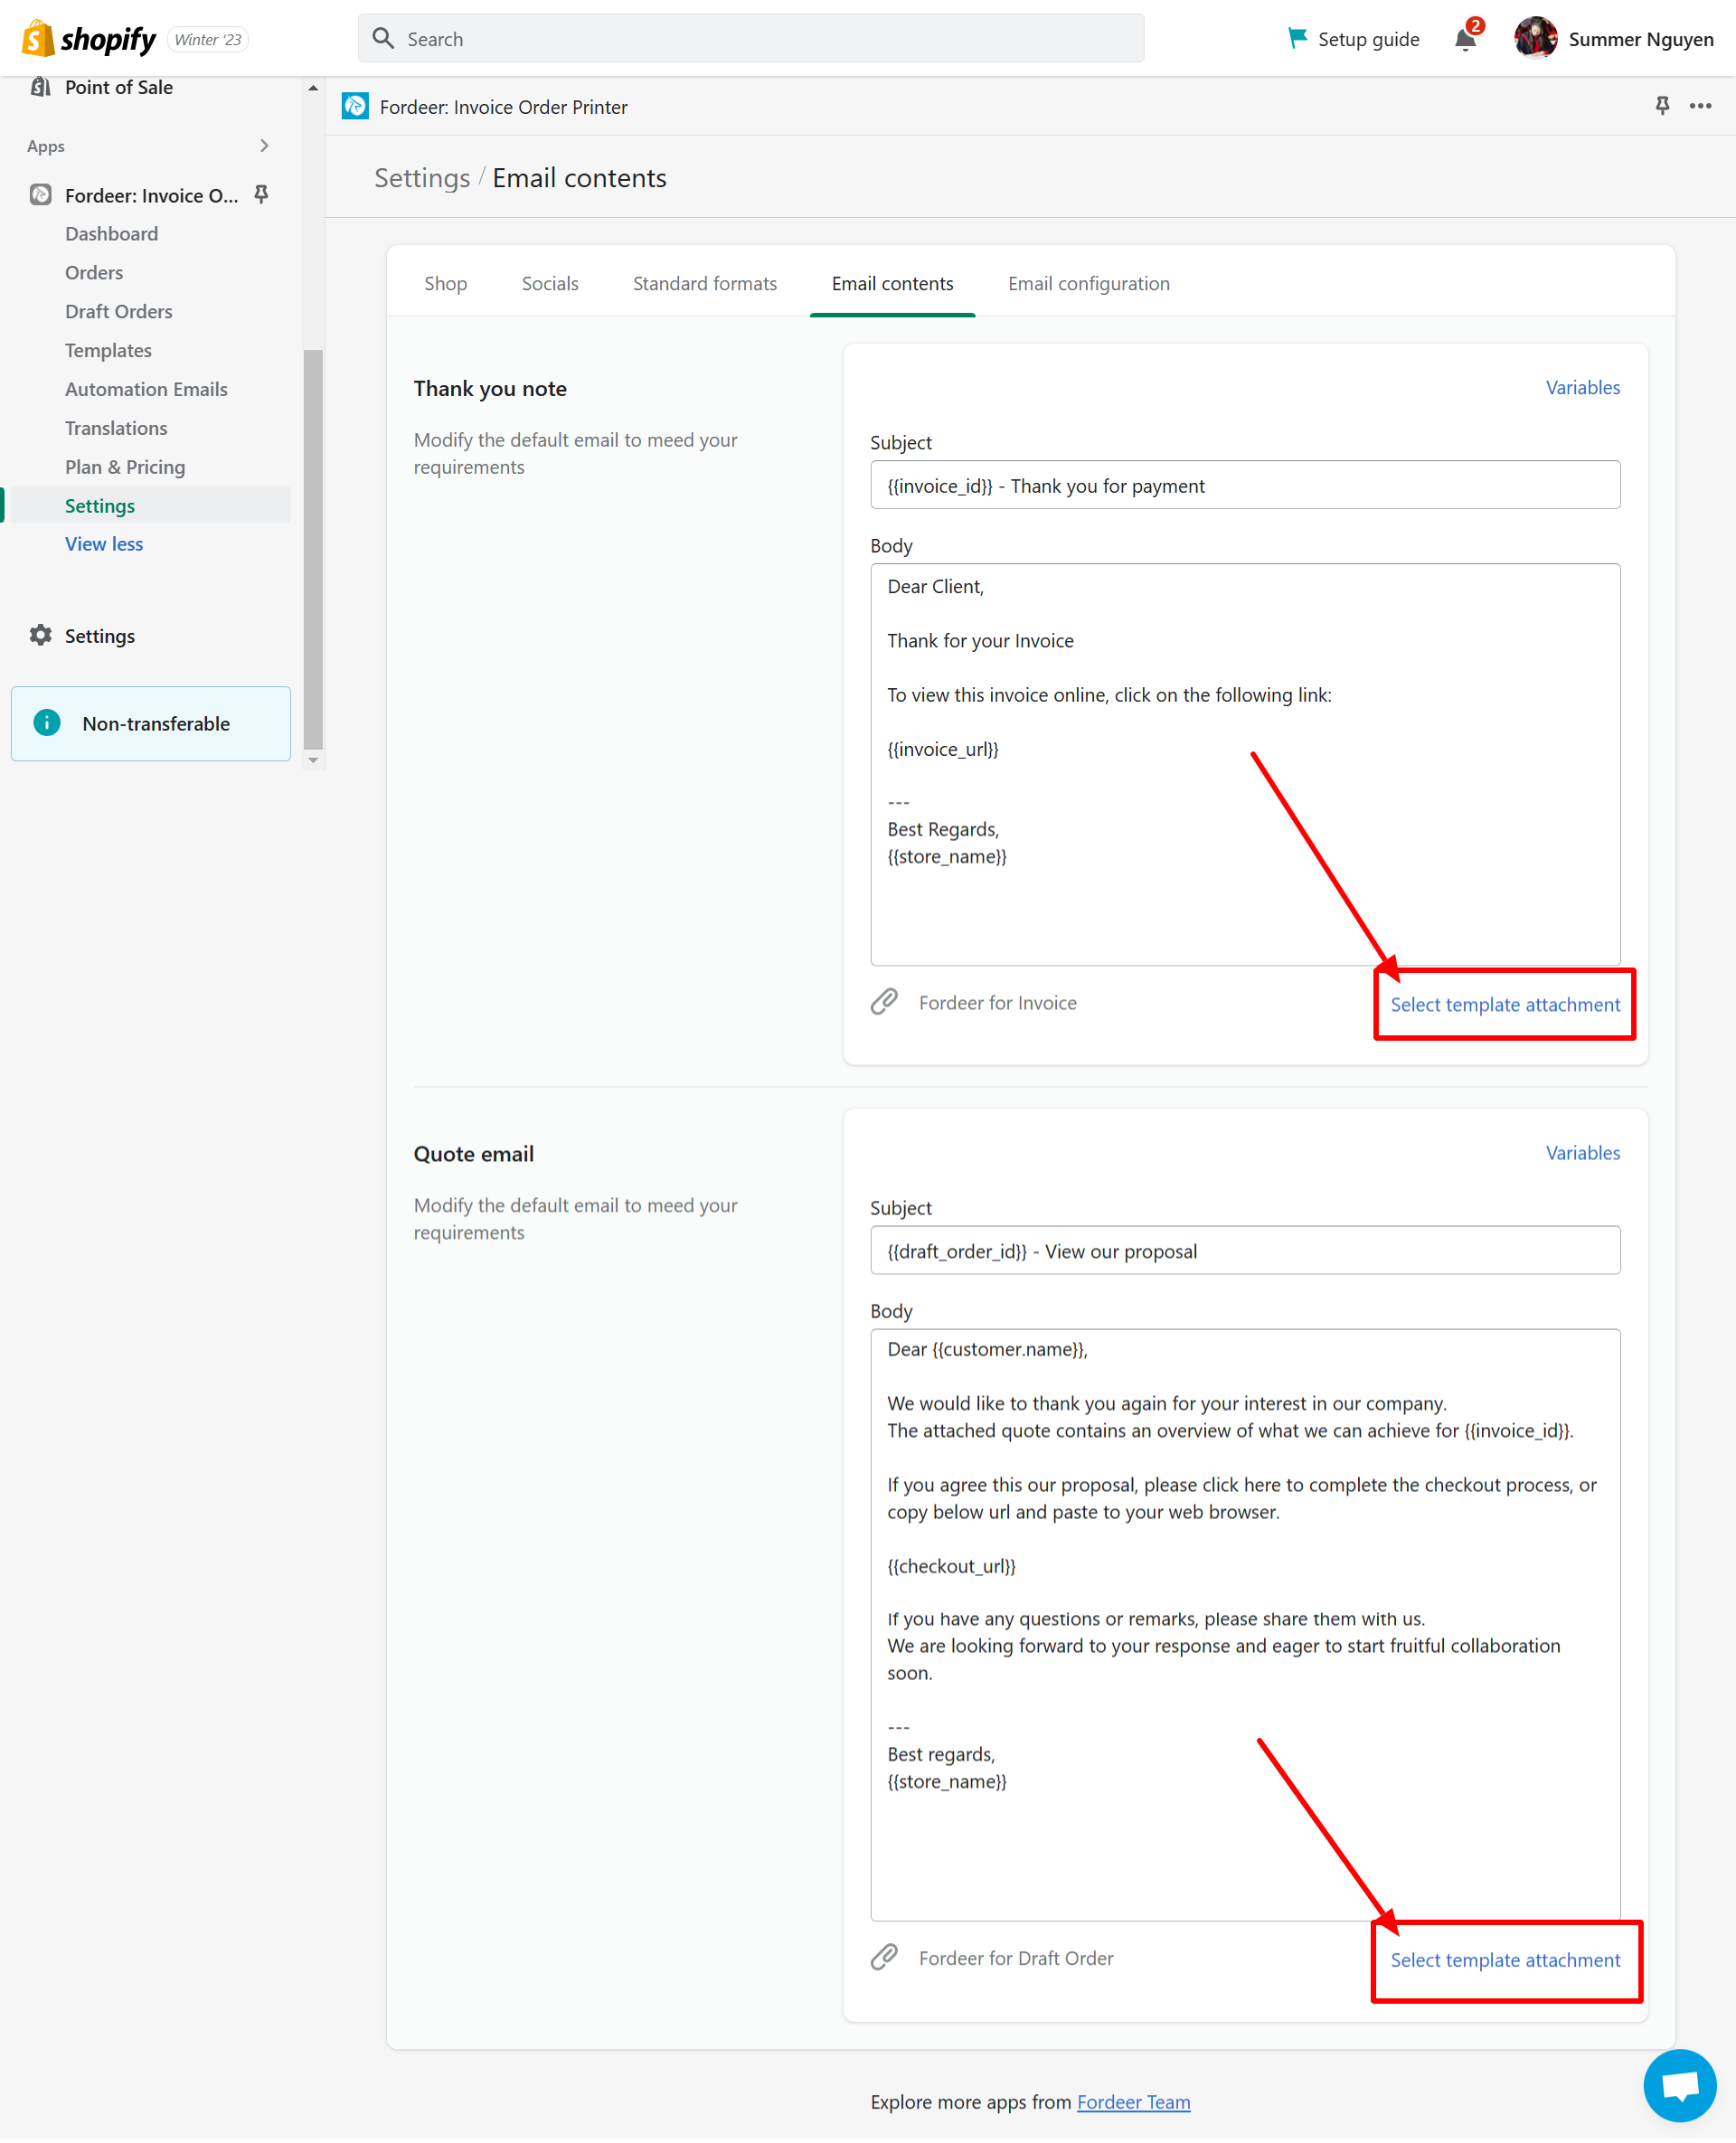 shopify
Winter '23
Search
Setup guide
2
Summer Nguyen
Point of Sale
Apps
Fordeer: Invoice O...
Dashboard
Orders
Draft Orders
Templates
Automation Emails
Translations
Plan & Pricing
Settings
View less
Settings
Non-transferable
Fordeer: Invoice Order Printer
Settings / Email contents
Shop
Socials
Standard formats
Email contents
Email configuration
Thank you note
Modify the default email to meed your
requirements
Variables
Subject
{{invoice_id}} - Thank you for payment
Body
Dear Client,
Thank for your Invoice
To view this invoice online, click on the following link:
{{invoice_url}}
---
Best Regards,
{{store_name}}
Fordeer for Invoice
Select template attachment
Quote email
Modify the default email to meed your
requirements
Variables
Subject
{{draft_order_id}} - View our proposal
Body
Dear {{customer.name}},
We would like to thank you again for your interest in our company.
The attached quote contains an overview of what we can achieve for {{invoice_id}}.
If you agree this our proposal, please click here to complete the checkout process, or
copy below url and paste to your web browser.
{{checkout_url}}
If you have any questions or remarks, please share them with us.
We are looking forward to your response and eager to start fruitful collaboration
soon.
---
Best regards,
{{store_name}}
Fordeer for Draft Order
Select template attachment
Explore more apps from Fordeer Team